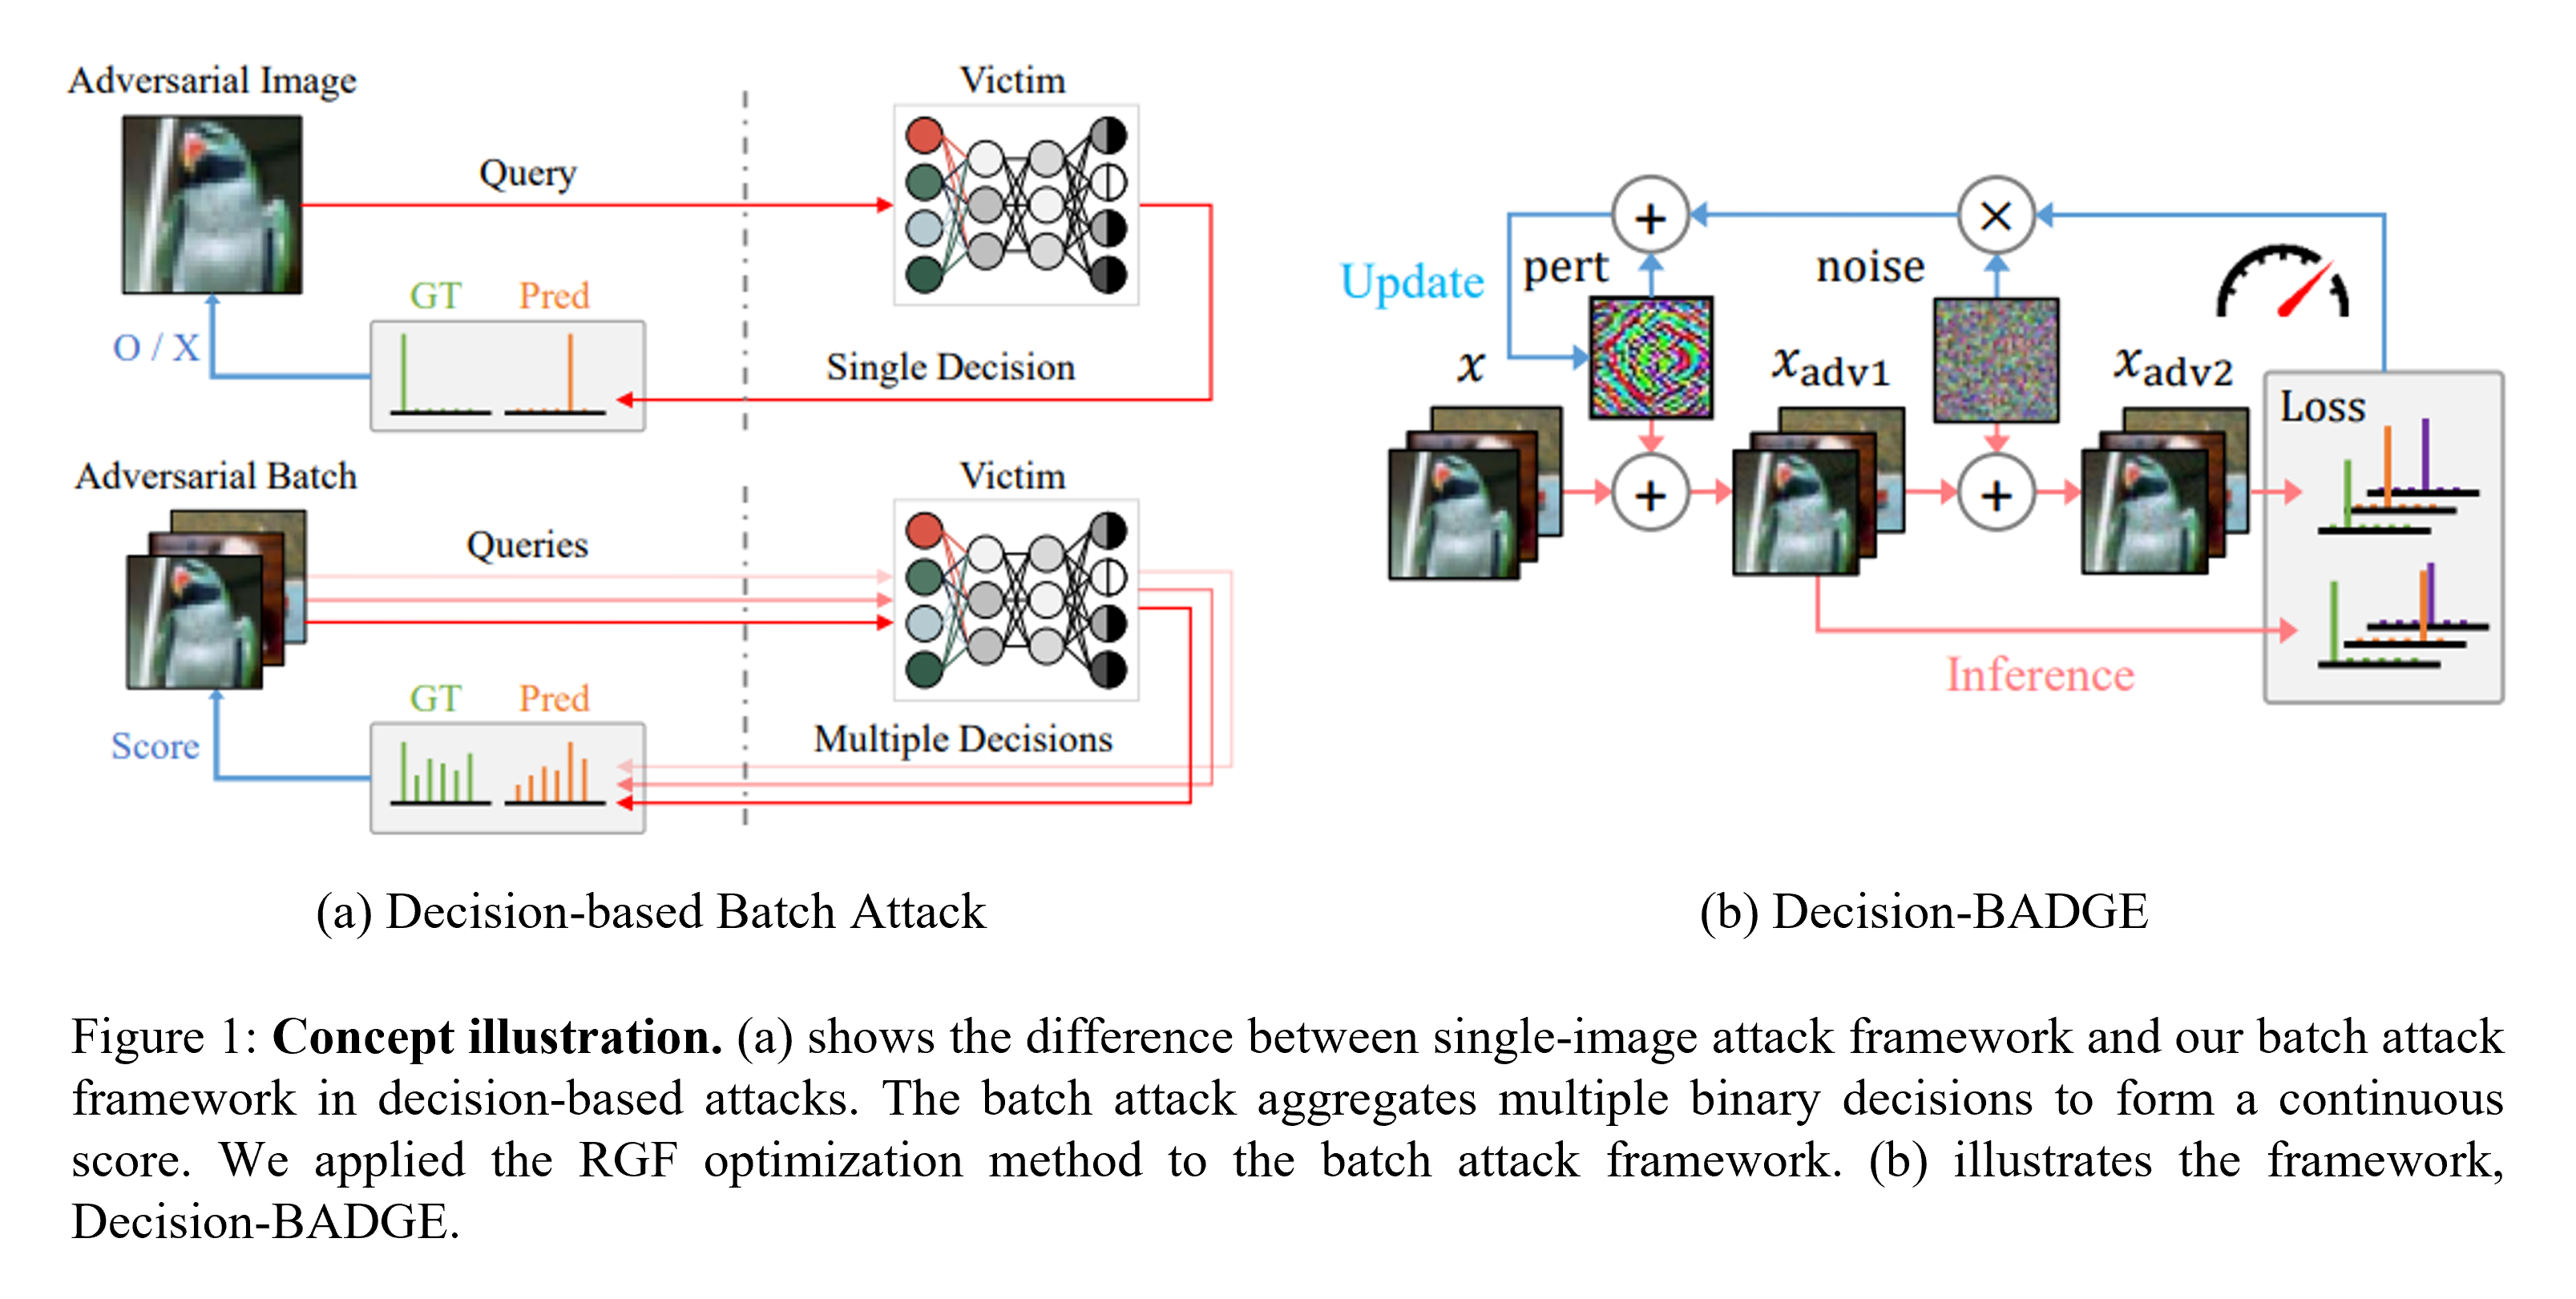 Adversarial Image
Victim
Query
GT Pred
O / X
Single Decision
Adversarial Batch
Victim
Queries
GT Pred
Score
Multiple Decisions
(a) Decision-based Batch Attack
+ ×
Update pert noise
x x_adv1 x_adv2
Loss
+ +
Inference
(b) Decision-BADGE
Figure 1: Concept illustration. (a) shows the difference between single-image attack framework and our batch attack
framework in decision-based attacks. The batch attack aggregates multiple binary decisions to form a continuous
score. We applied the RGF optimization method to the batch attack framework. (b) illustrates the framework,
Decision-BADGE.